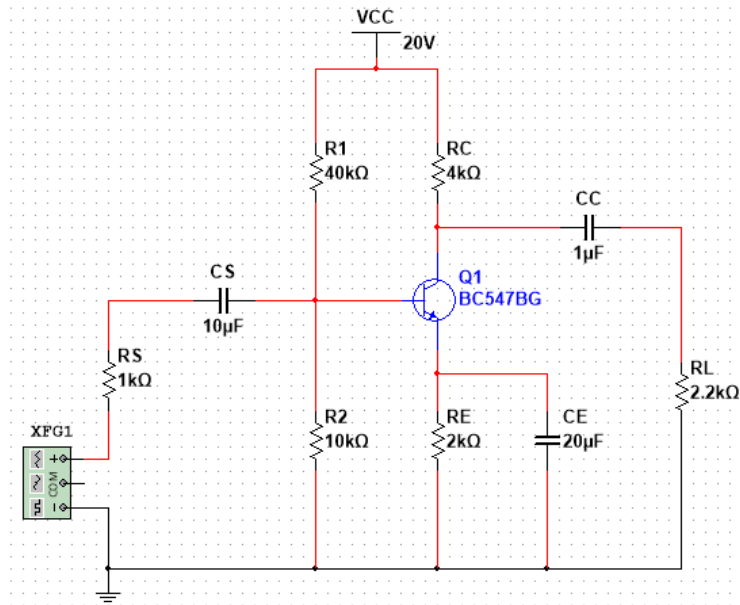 VCC
20V
R1
40kΩ
RC
4kΩ
CC
1µF
CS
10µF
Q1
BC547BG
RS
1kΩ
RL
2.2kΩ
XFG1
R2
10kΩ
RE
2kΩ
CE
20µF
+
COM